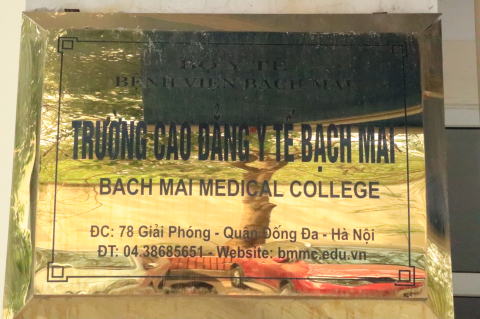 BỘ Y TẾ
BỆNH VIỆN BẠCH MAI
TRƯỜNG CAO ĐẲNG Y TẾ BẠCH MAI
BACH MAI MEDICAL COLLEGE
ĐC: 78 Giải Phóng - Quận Đống Đa - Hà Nội
ĐT: 04.38685651 - Website: bmmc.edu.vn